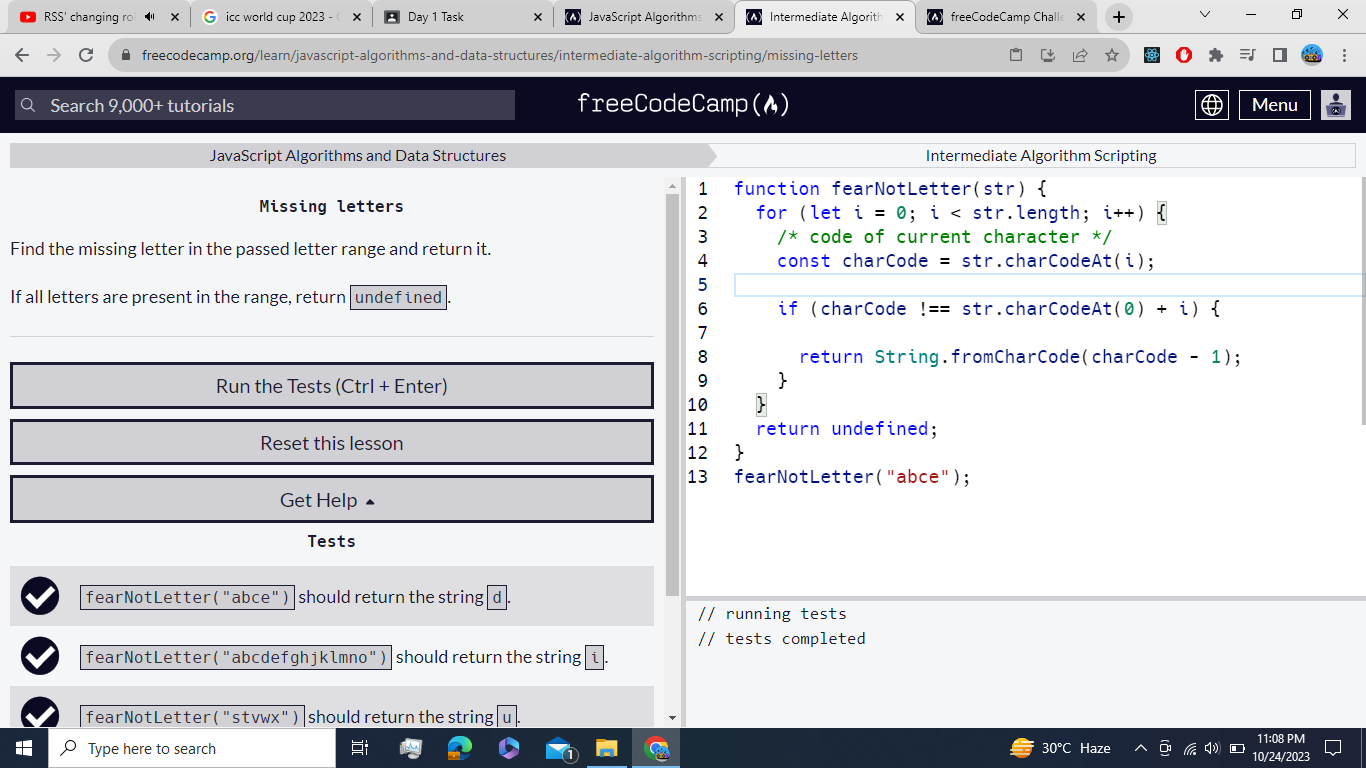 RSS' changing ro
icc world cup 2023 -
Day 1 Task
JavaScript Algorithms
Intermediate Algorith
freeCodeCamp Challe
freecodecamp.org/learn/javascript-algorithms-and-data-structures/intermediate-algorithm-scripting/missing-letters
Search 9,000+ tutorials
freeCodeCamp
Menu
JavaScript Algorithms and Data Structures
Intermediate Algorithm Scripting
Missing letters
Find the missing letter in the passed letter range and return it.
If all letters are present in the range, return undefined.
Run the Tests (Ctrl + Enter)
Reset this lesson
Get Help
Tests
fearNotLetter("abce") should return the string d.
fearNotLetter("abcdefghjklmno") should return the string i.
fearNotLetter("stvwx") should return the string u.
1 function fearNotLetter(str) {
2 for (let i = 0; i < str.length; i++) {
3 /* code of current character */
4 const charCode = str.charCodeAt(i);
5
6 if (charCode !== str.charCodeAt(0) + i) {
7
8 return String.fromCharCode(charCode - 1);
9 }
10 }
11 return undefined;
12 }
13 fearNotLetter("abce");
// running tests
// tests completed
Type here to search
1
30°C Haze
11:08 PM
10/24/2023